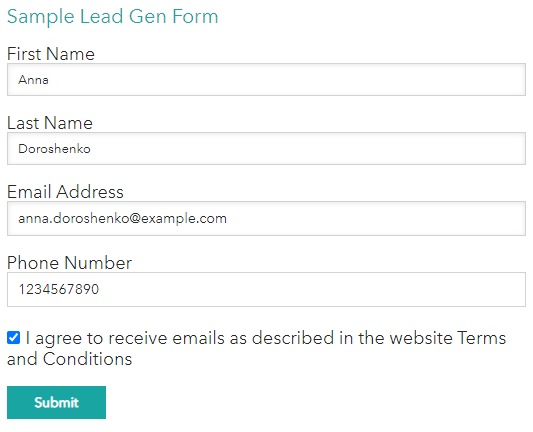 Sample Lead Gen Form
First Name
Anna
Last Name
Doroshenko
Email Address
anna.doroshenko@example.com
Phone Number
1234567890
I agree to receive emails as described in the website Terms
and Conditions
Submit